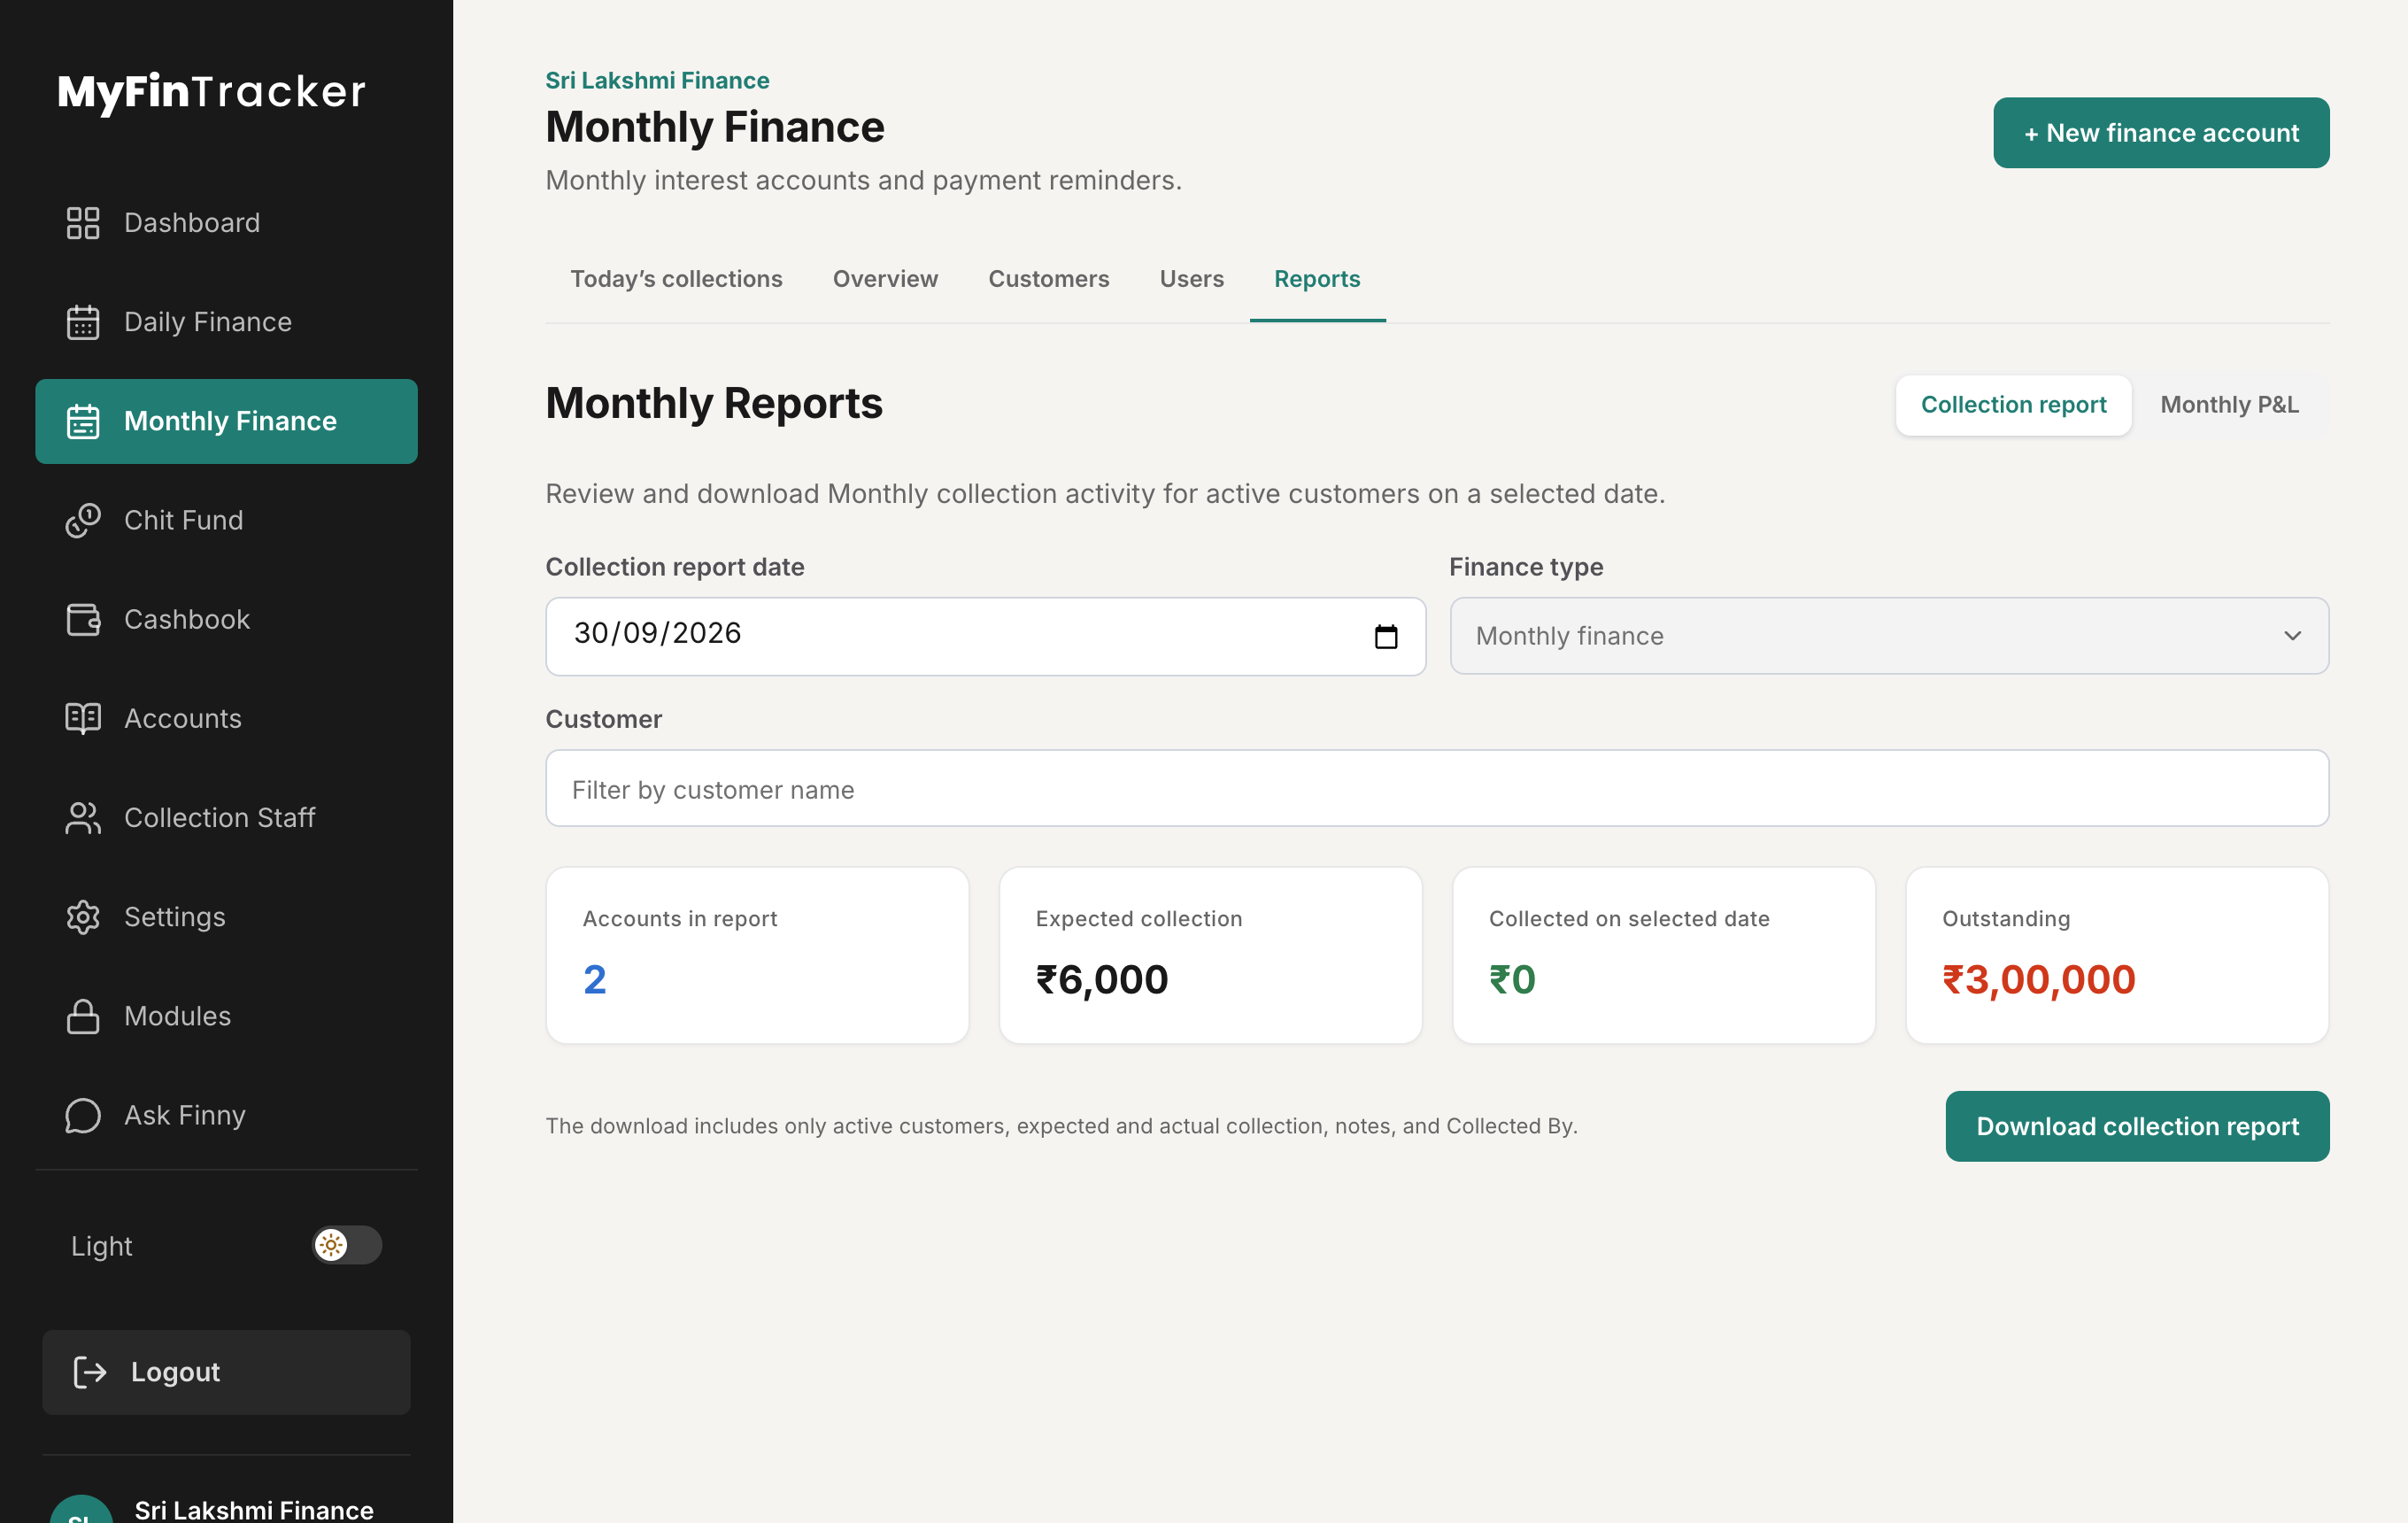 MyFinTracker
Dashboard
Daily Finance
Monthly Finance
Chit Fund
Cashbook
Accounts
Collection Staff
Settings
Modules
Ask Finny
Light
Logout
Sri Lakshmi Finance
Sri Lakshmi Finance
Monthly Finance
Monthly interest accounts and payment reminders.
+ New finance account
Today’s collections
Overview
Customers
Users
Reports
Monthly Reports
Collection report
Monthly P&L
Review and download Monthly collection activity for active customers on a selected date.
Collection report date
30/09/2026
Finance type
Monthly finance
Customer
Filter by customer name
Accounts in report
2
Expected collection
₹6,000
Collected on selected date
₹0
Outstanding
₹3,00,000
The download includes only active customers, expected and actual collection, notes, and Collected By.
Download collection report